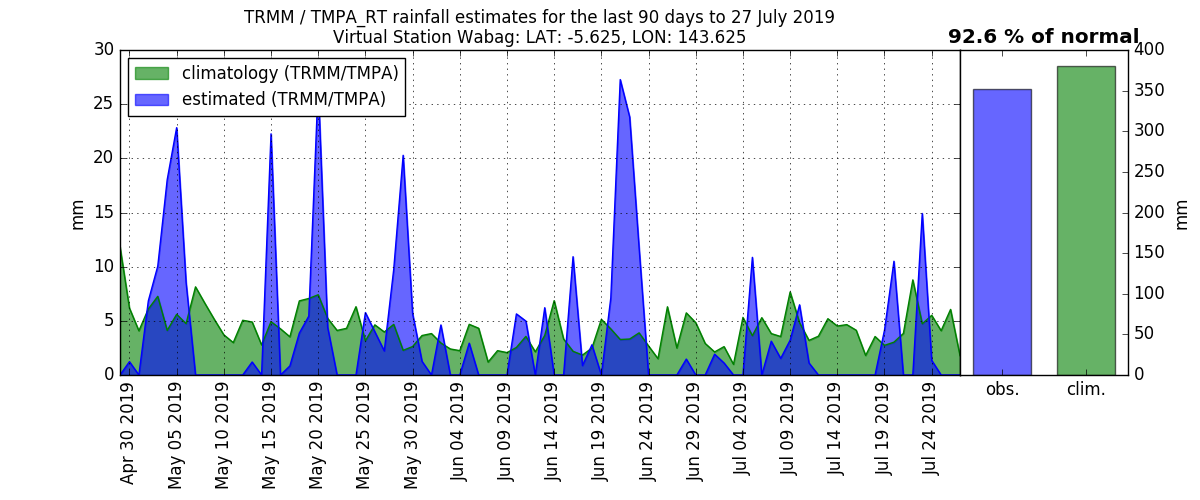 TRMM / TMPA_RT rainfall estimates for the last 90 days to 27 July 2019
Virtual Station Wabag: LAT: -5.625, LON: 143.625
92.6 % of normal
climatology (TRMM/TMPA)
estimated (TRMM/TMPA)
30
25
20
15
10
5
0
mm
Apr 30 2019
May 05 2019
May 10 2019
May 15 2019
May 20 2019
May 25 2019
May 30 2019
Jun 04 2019
Jun 09 2019
Jun 14 2019
Jun 19 2019
Jun 24 2019
Jun 29 2019
Jul 04 2019
Jul 09 2019
Jul 14 2019
Jul 19 2019
Jul 24 2019
obs.
clim.
400
350
300
250
200
150
100
50
0
mm